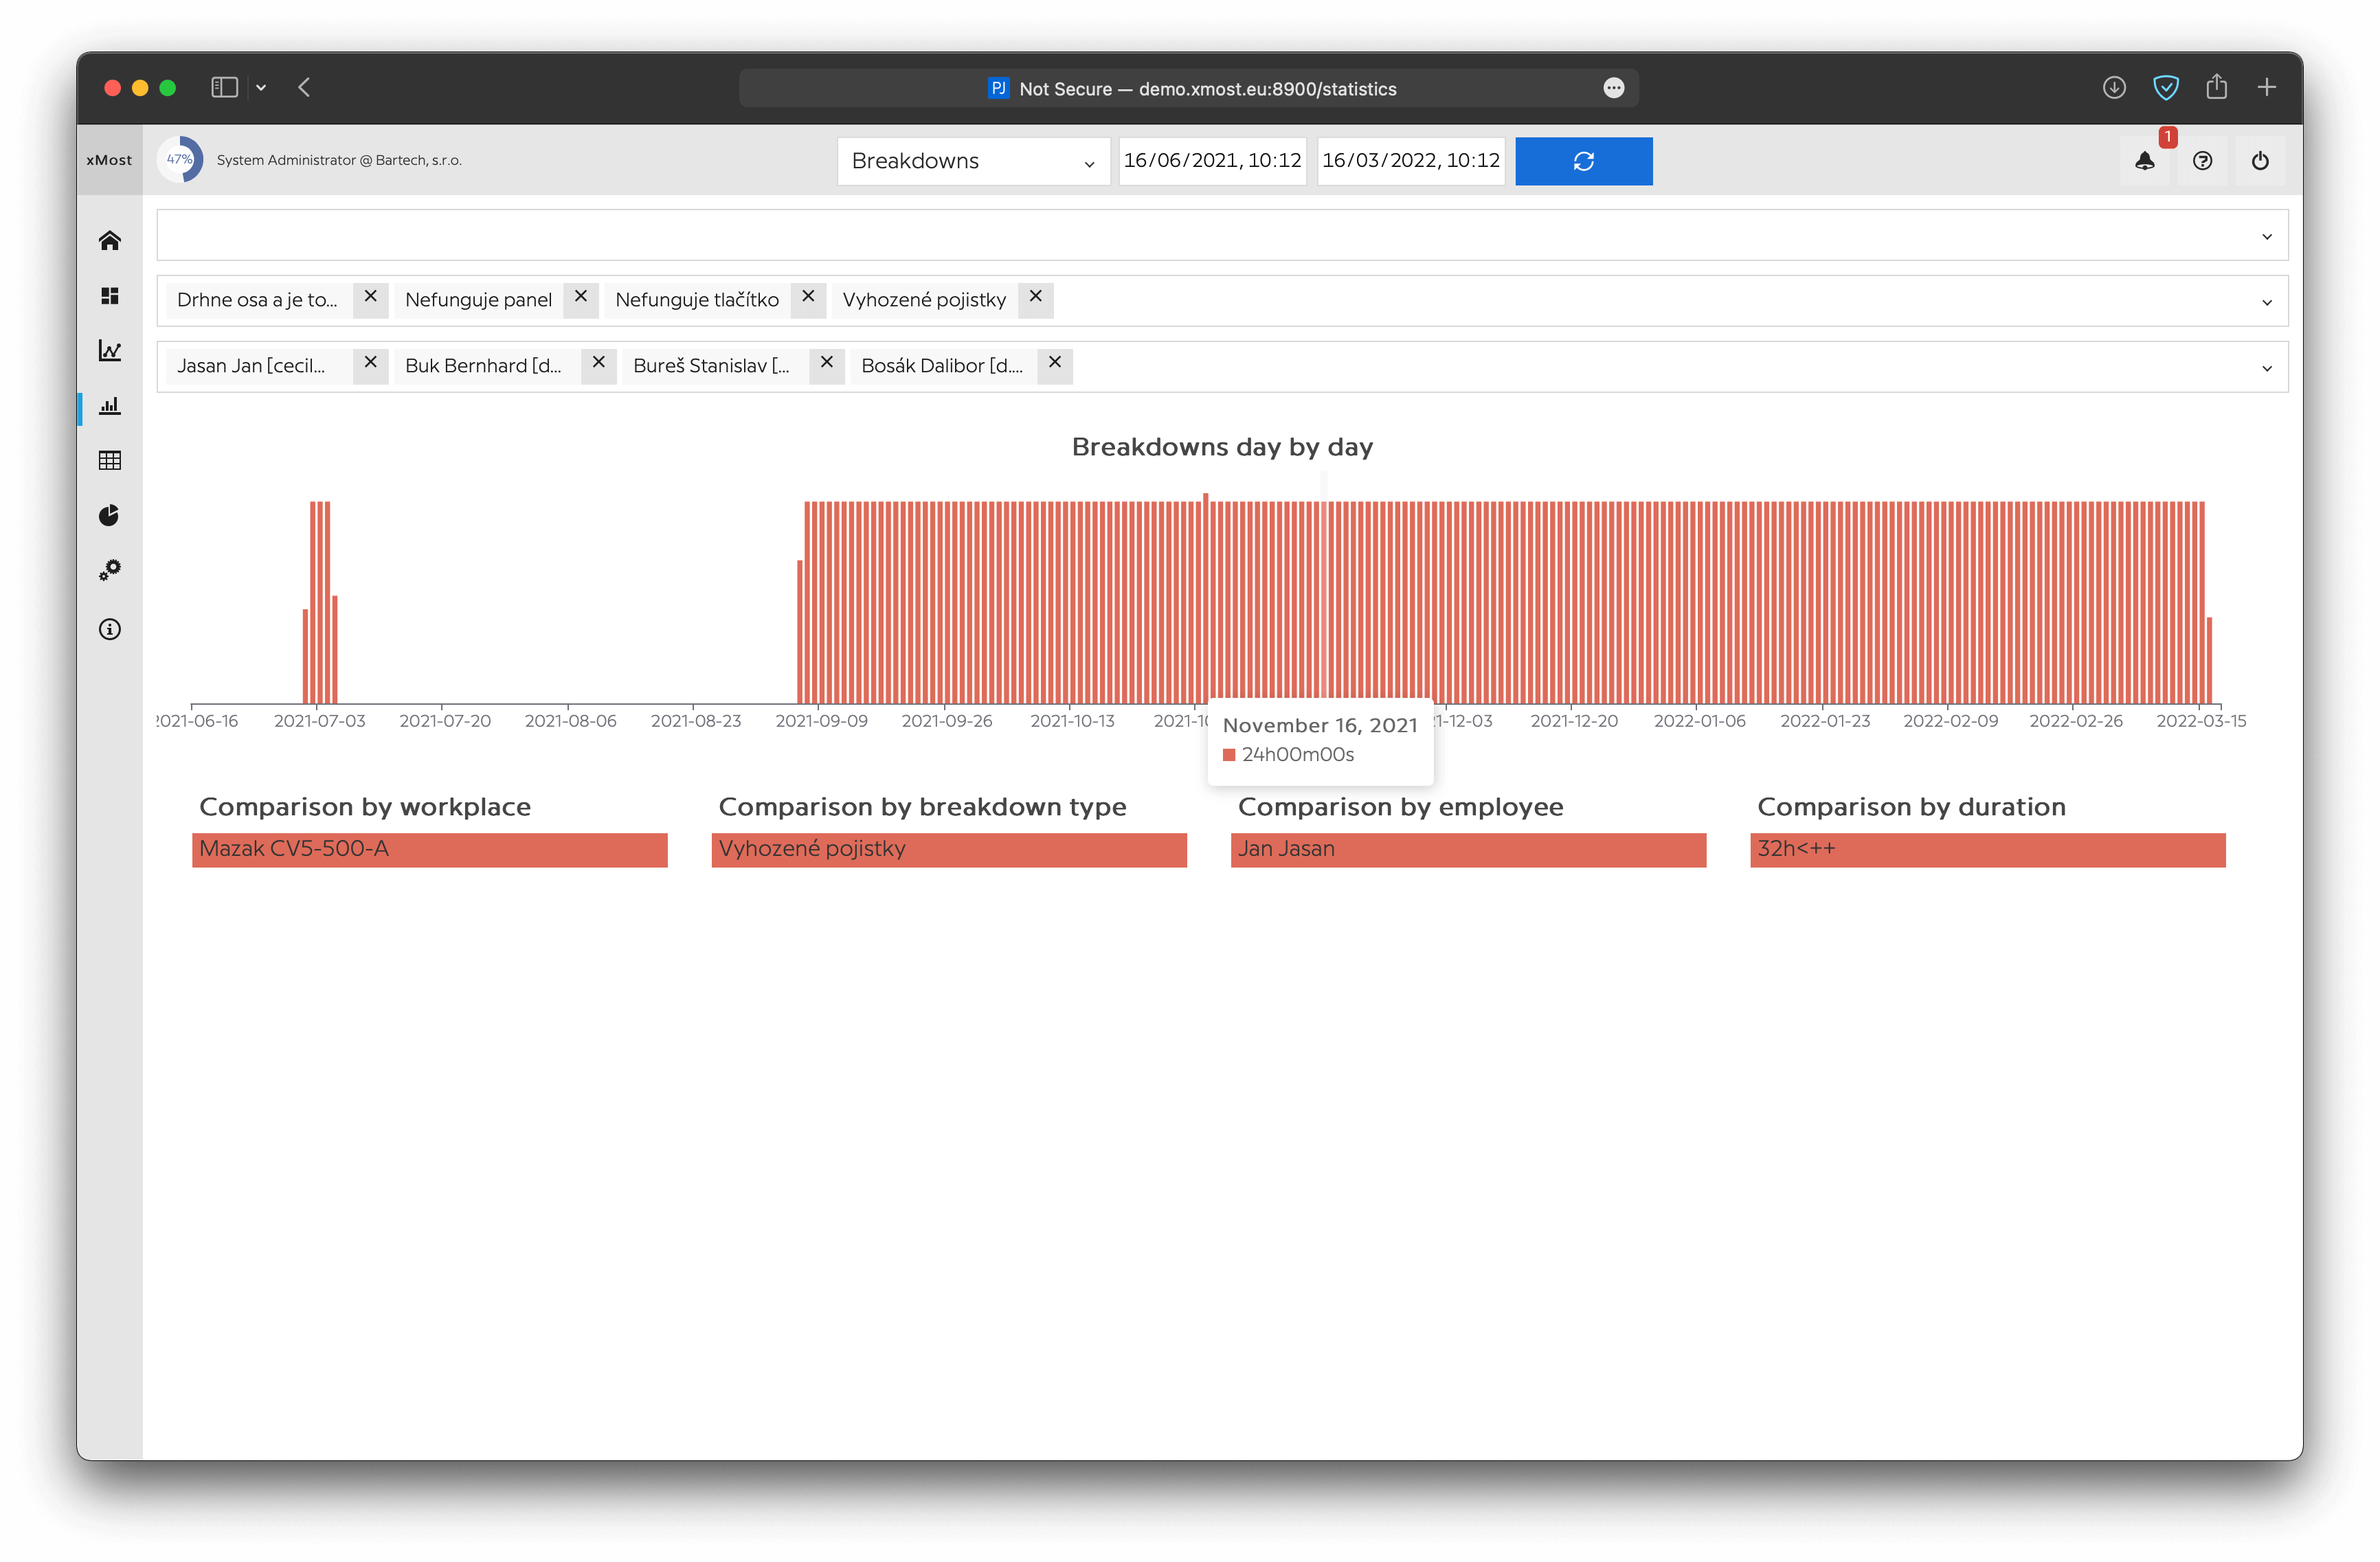 PJ Not Secure — demo.xmost.eu:8900/statistics
xMost 47% System Administrator @ Bartech, s.r.o. Breakdowns 16/06/2021, 10:12 16/03/2022, 10:12 1
Drhne osa a je to... Nefunguje panel Nefunguje tlačítko Vyhozené pojistky
Jasan Jan [cecil... Buk Bernhard [d... Bureš Stanislav [... Bosák Dalibor [d....
Breakdowns day by day
2021-06-16 2021-07-03 2021-07-20 2021-08-06 2021-08-23 2021-09-09 2021-09-26 2021-10-13 2021-10 1-12-03 2021-12-20 2022-01-06 2022-01-23 2022-02-09 2022-02-26 2022-03-15
November 16, 2021
24h00m00s
Comparison by workplace Comparison by breakdown type Comparison by employee Comparison by duration
Mazak CV5-500-A Vyhozené pojistky Jan Jasan 32h<++